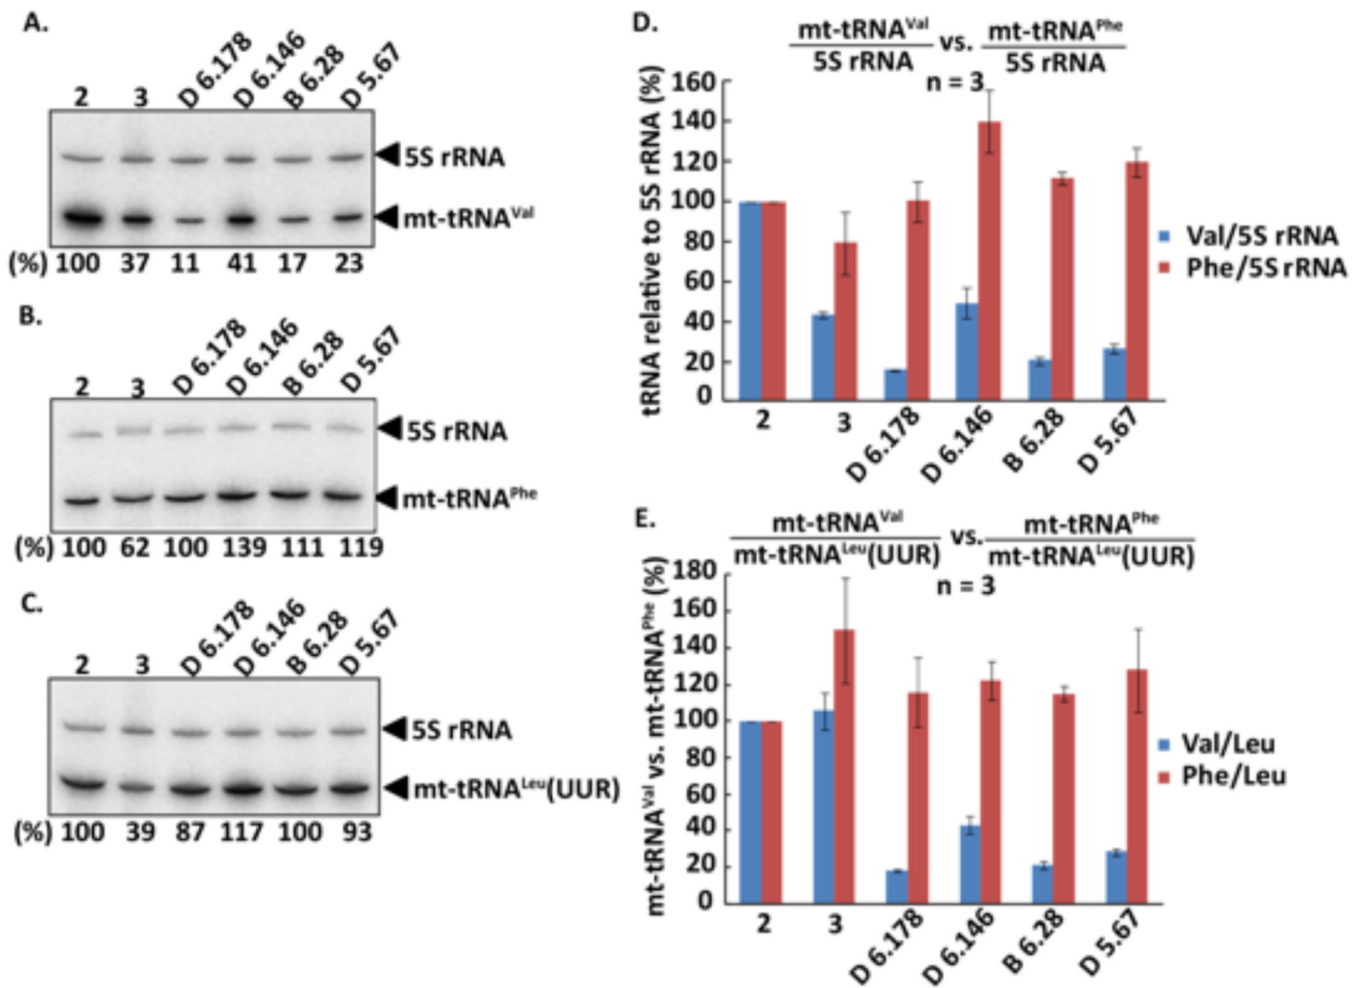 A.
2 3 D 6.178 D 6.146 B 6.28 D 5.67
5S rRNA
mt-tRNAVal
(%) 100 37 11 41 17 23
B.
2 3 D 6.178 D 6.146 B 6.28 D 5.67
5S rRNA
mt-tRNAPhe
(%) 100 62 100 139 111 119
C.
2 3 D 6.178 D 6.146 B 6.28 D 5.67
5S rRNA
mt-tRNALeu(UUR)
(%) 100 39 87 117 100 93
D.
mt-tRNAVal vs. mt-tRNAPhe
5S rRNA 5S rRNA
n = 3
tRNA relative to 5S rRNA (%)
160
140
120
100
80
60
40
20
0
2 3 D 6.178 D 6.146 B 6.28 D 5.67
Val/5S rRNA
Phe/5S rRNA
E.
mt-tRNAVal vs. mt-tRNAPhe
mt-tRNALeu(UUR) mt-tRNALeu(UUR)
n = 3
mt-tRNAVal vs. mt-tRNAPhe (%)
180
160
140
120
100
80
60
40
20
0
2 3 D 6.178 D 6.146 B 6.28 D 5.67
Val/Leu
Phe/Leu